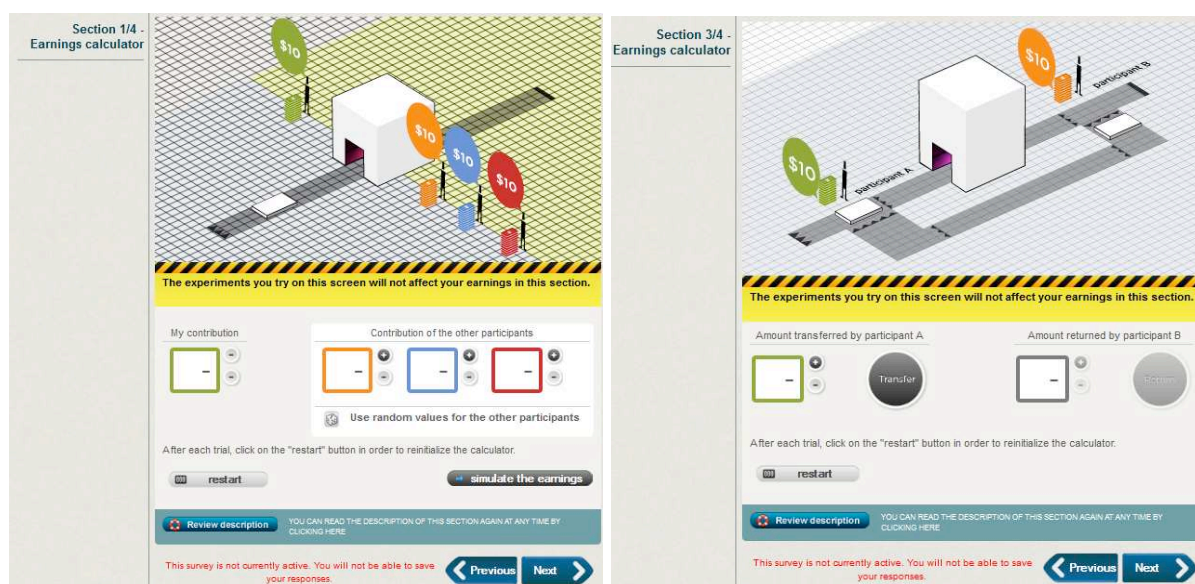 Section 1/4 -
Earnings calculator
$10
$10
$10
$10
The experiments you try on this screen will not affect your earnings in this section.
My contribution
Contribution of the other participants
–
–
–
–
Use random values for the other participants
After each trial, click on the "restart" button in order to reinitialize the calculator.
restart
simulate the earnings
Review description
YOU CAN READ THE DESCRIPTION OF THIS SECTION AGAIN AT ANY TIME BY
CLICKING HERE
This survey is not currently active. You will not be able to save
your responses.
Previous
Next
Section 3/4 -
Earnings calculator
$10
participant B
$10
participant A
The experiments you try on this screen will not affect your earnings in this section.
Amount transferred by participant A
Amount returned by participant B
–
Transfer
–
Return
After each trial, click on the "restart" button in order to reinitialize the calculator.
restart
Review description
YOU CAN READ THE DESCRIPTION OF THIS SECTION AGAIN AT ANY TIME BY
CLICKING HERE
This survey is not currently active. You will not be able to save
your responses.
Previous
Next